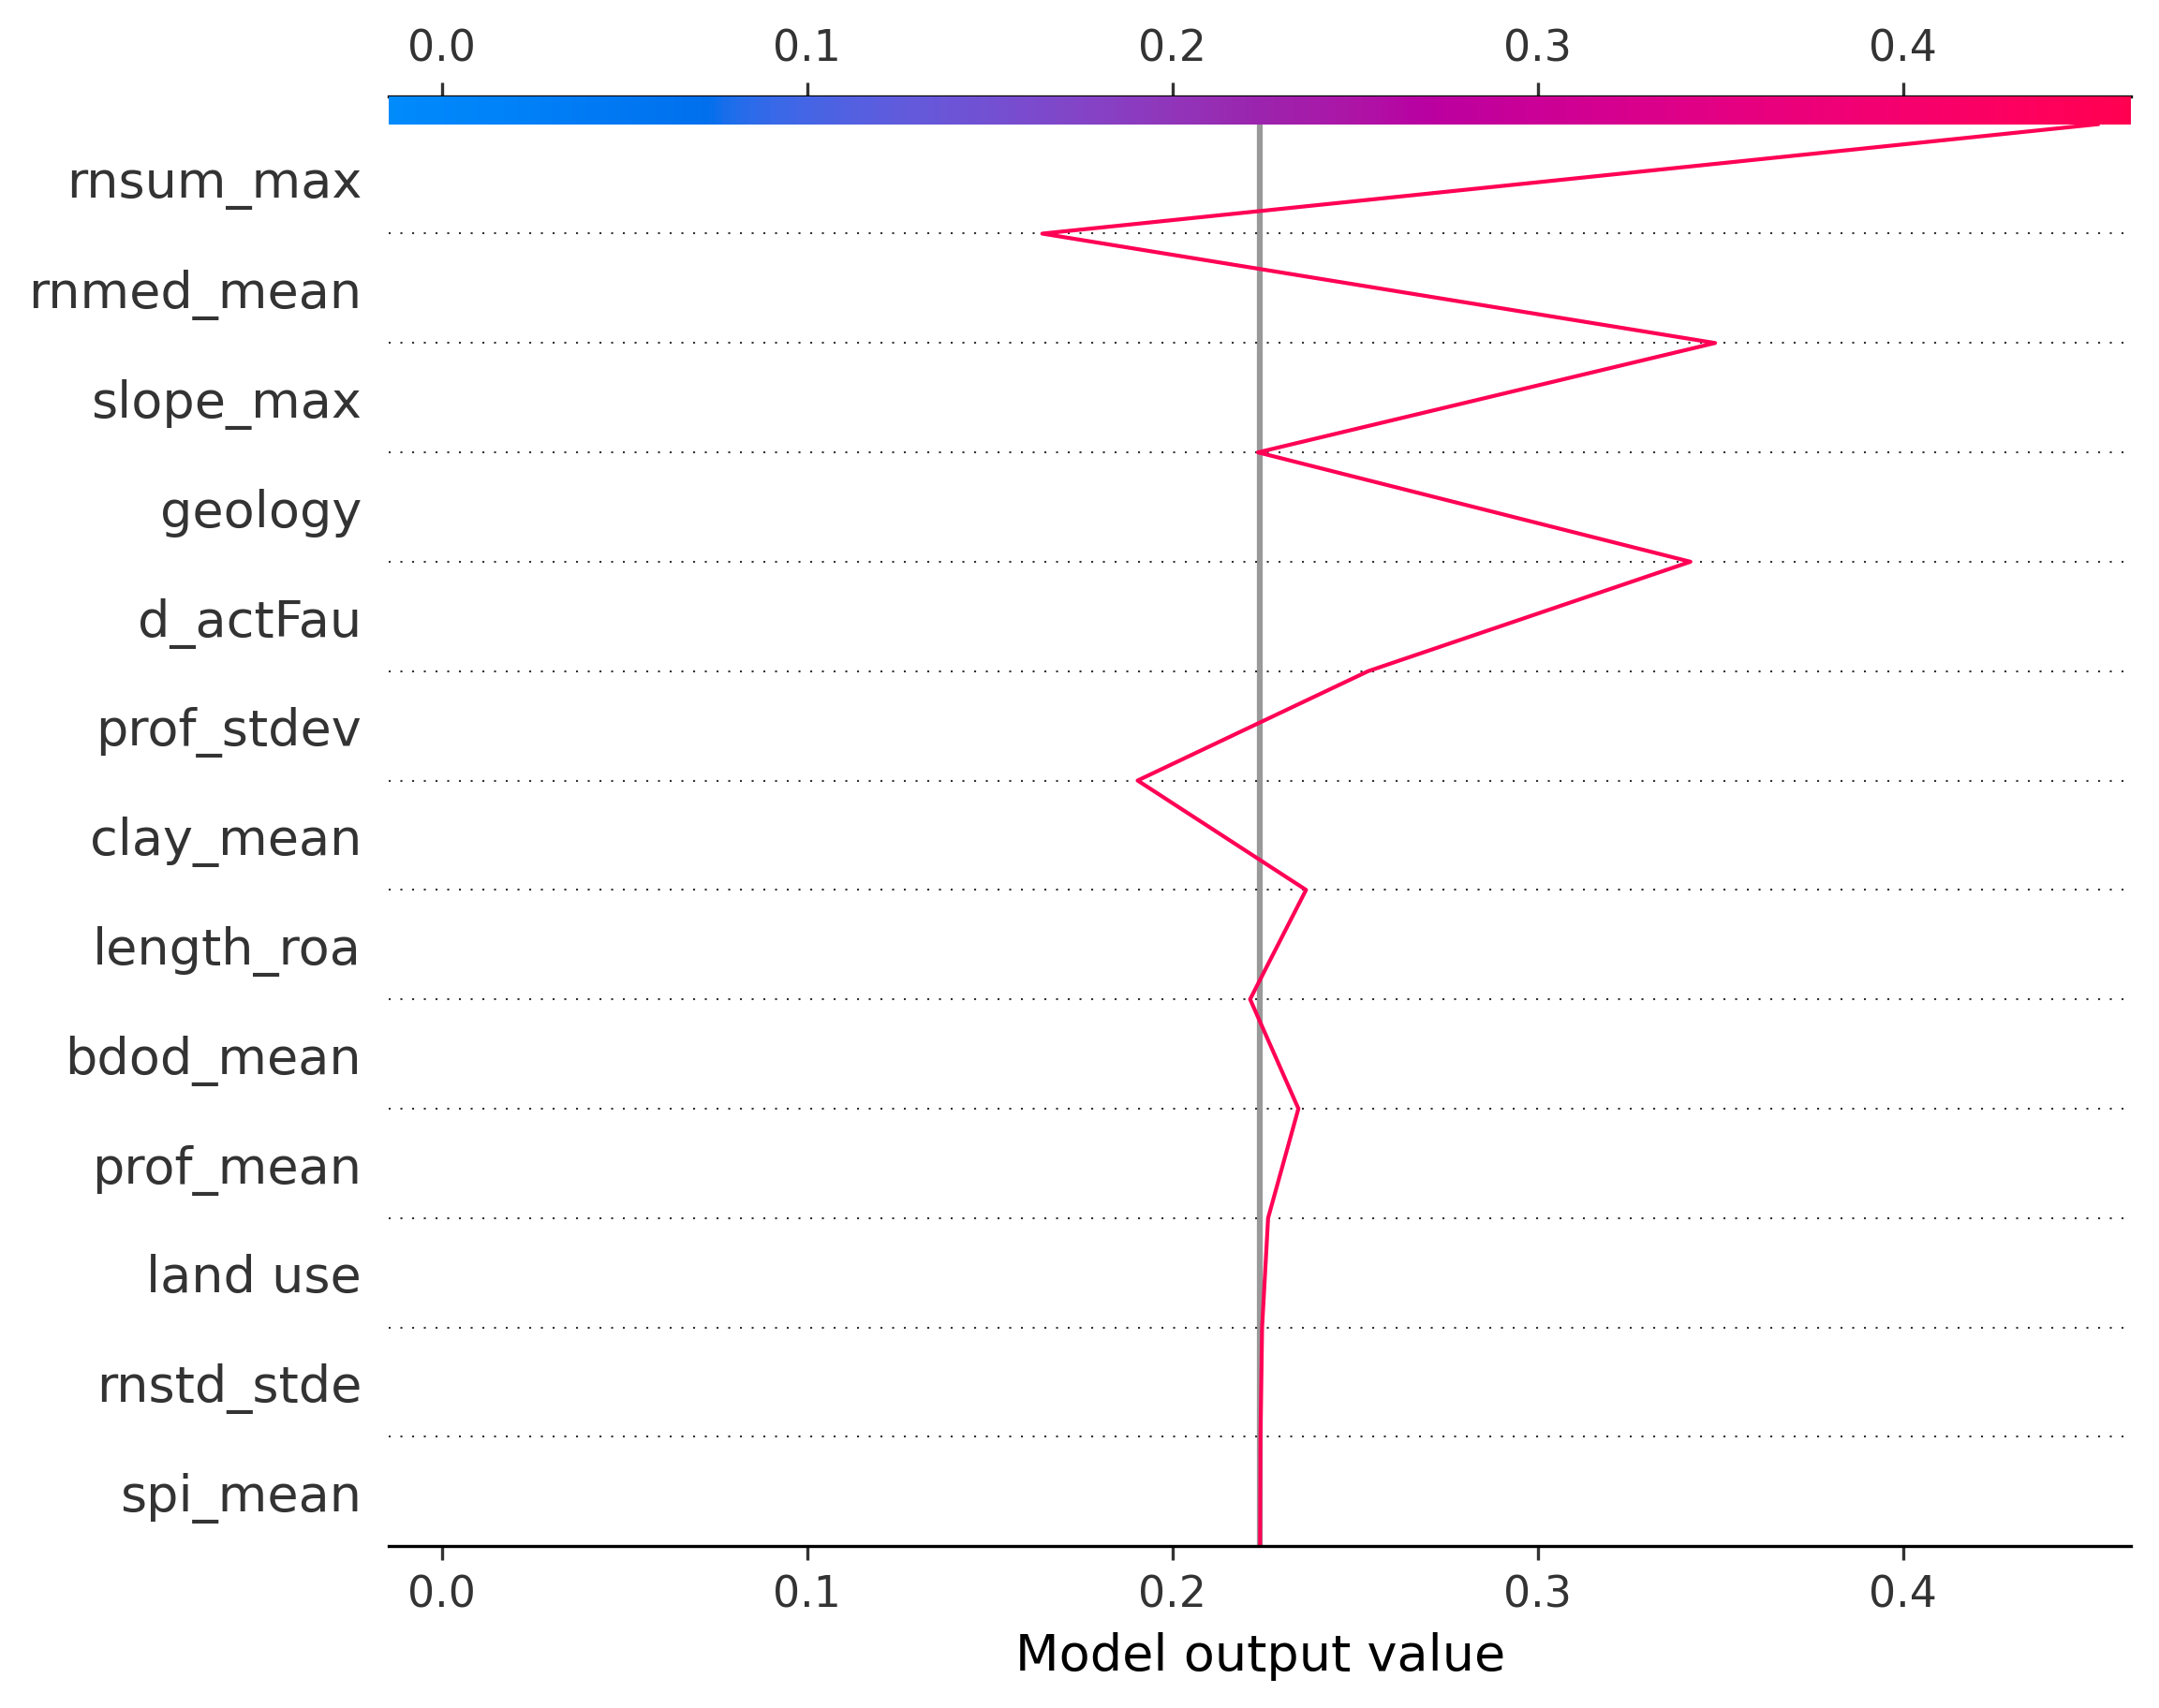 0.0 0.1 0.2 0.3 0.4
rnsum_max
rnmed_mean
slope_max
geology
d_actFau
prof_stdev
clay_mean
length_roa
bdod_mean
prof_mean
land use
rnstd_stde
spi_mean
0.0 0.1 0.2 0.3 0.4
Model output value